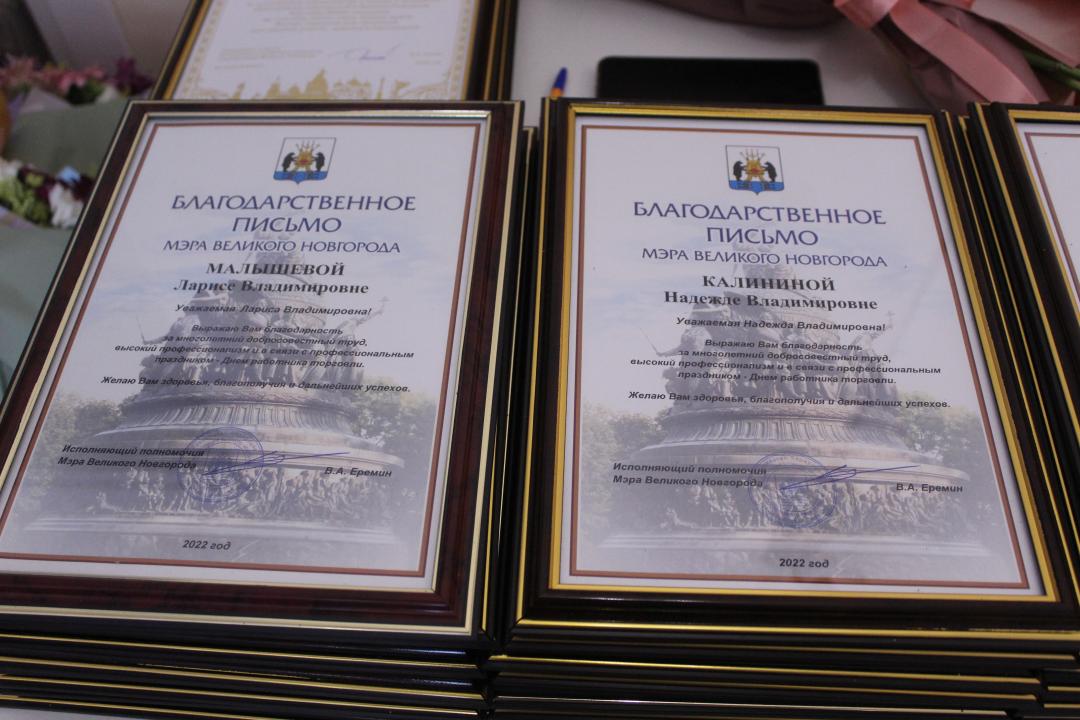 БЛАГОДАРСТВЕННОЕ
ПИСЬМО
МЭРА ВЕЛИКОГО НОВГОРОДА
МАЛЫШЕВОЙ
Ларисе Владимировне
Уважаемая Лариса Владимировна!
Выражаю Вам благодарность
за многолетний добросовестный труд,
высокий профессионализм и в связи с профессиональным
праздником - Днем работника торговли.
Желаю Вам здоровья, благополучия и дальнейших успехов.
Исполняющий полномочия
Мэра Великого Новгорода
В.А. Еремин
2022 год
БЛАГОДАРСТВЕННОЕ
ПИСЬМО
МЭРА ВЕЛИКОГО НОВГОРОДА
КАЛИНИНОЙ
Надежде Владимировне
Уважаемая Надежда Владимировна!
Выражаю Вам благодарность
за многолетний добросовестный труд,
высокий профессионализм и в связи с профессиональным
праздником - Днем работника торговли.
Желаю Вам здоровья, благополучия и дальнейших успехов.
Исполняющий полномочия
Мэра Великого Новгорода
В.А. Еремин
2022 год